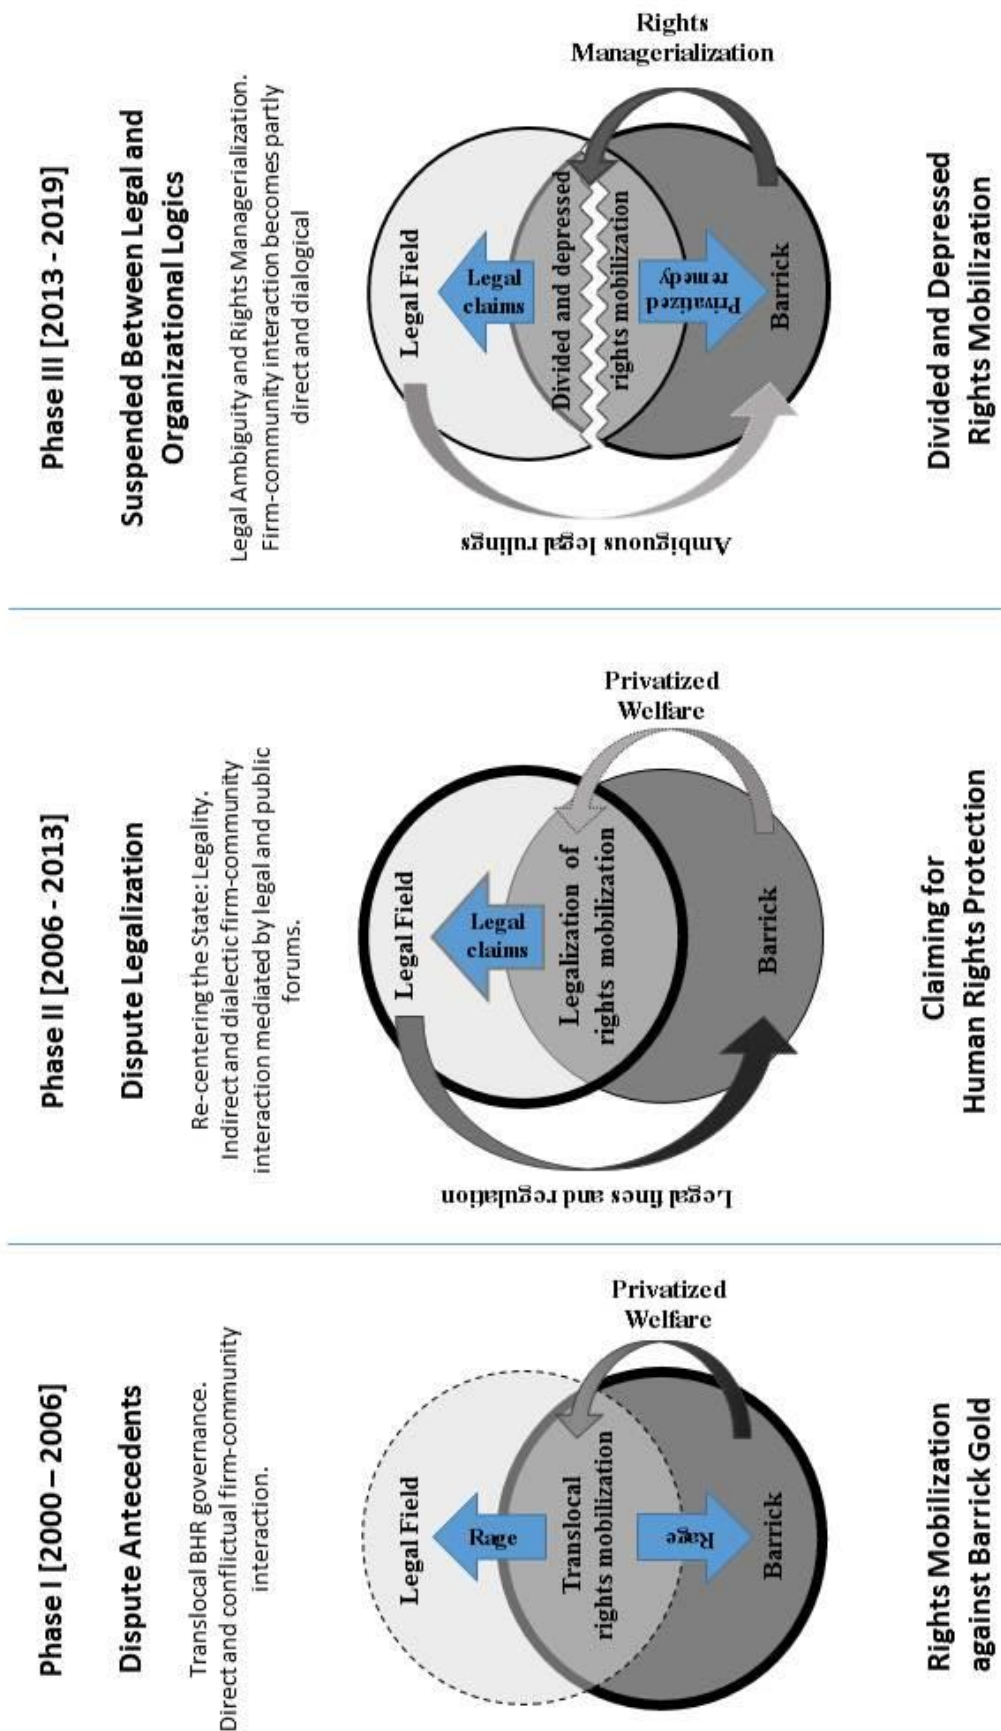 Phase I [2000 – 2006]
Dispute Antecedents
Translocal BHR governance.
Direct and conflictual firm-community
interaction.
Legal Field
Rage
Translocal
rights mobilization
Rage
Barrick
Privatized
Welfare
Rights Mobilization
against Barrick Gold
Phase II [2006 - 2013]
Dispute Legalization
Re-centering the State: Legality.
Indirect and dialectic firm-community
interaction mediated by legal and public
forums.
Legal Field
Legal
claims
Legalization of
rights mobilization
Barrick
Legal fines and regulation
Privatized
Welfare
Claiming for
Human Rights Protection
Phase III [2013 - 2019]
Suspended Between Legal and
Organizational Logics
Legal Ambiguity and Rights Managerialization.
Firm-community interaction becomes partly
direct and dialogical
Legal Field
Legal
claims
Divided and depressed
rights mobilization
Privatized
remedy
Barrick
Ambiguous legal rulings
Rights
Managerialization
Divided and Depressed
Rights Mobilization